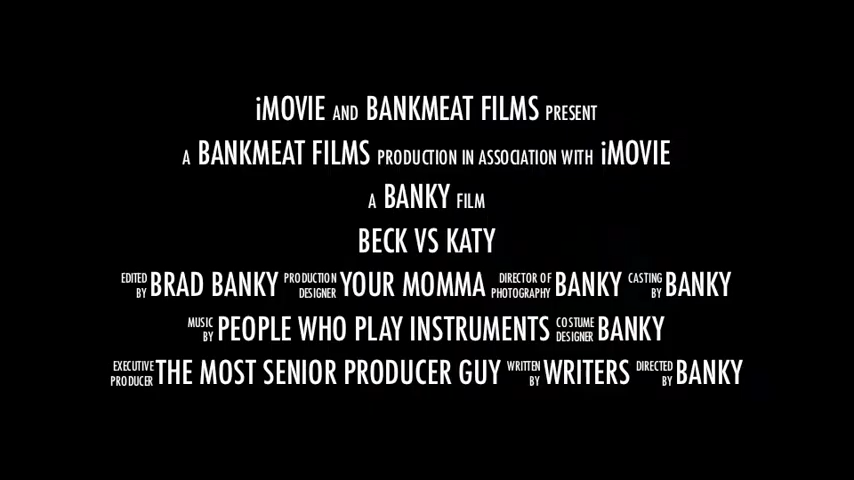 iMOVIE AND BANKMEAT FILMS PRESENT
A BANKMEAT FILMS PRODUCTION IN ASSOCIATION WITH iMOVIE
A BANKY FILM
BECK VS KATY
EDITED BY BRAD BANKY PRODUCTION DESIGNER YOUR MOMMA DIRECTOR OF PHOTOGRAPHY BANKY CASTING BY BANKY
MUSIC BY PEOPLE WHO PLAY INSTRUMENTS COSTUME DESIGNER BANKY
EXECUTIVE PRODUCER THE MOST SENIOR PRODUCER GUY WRITTEN BY WRITERS DIRECTED BY BANKY